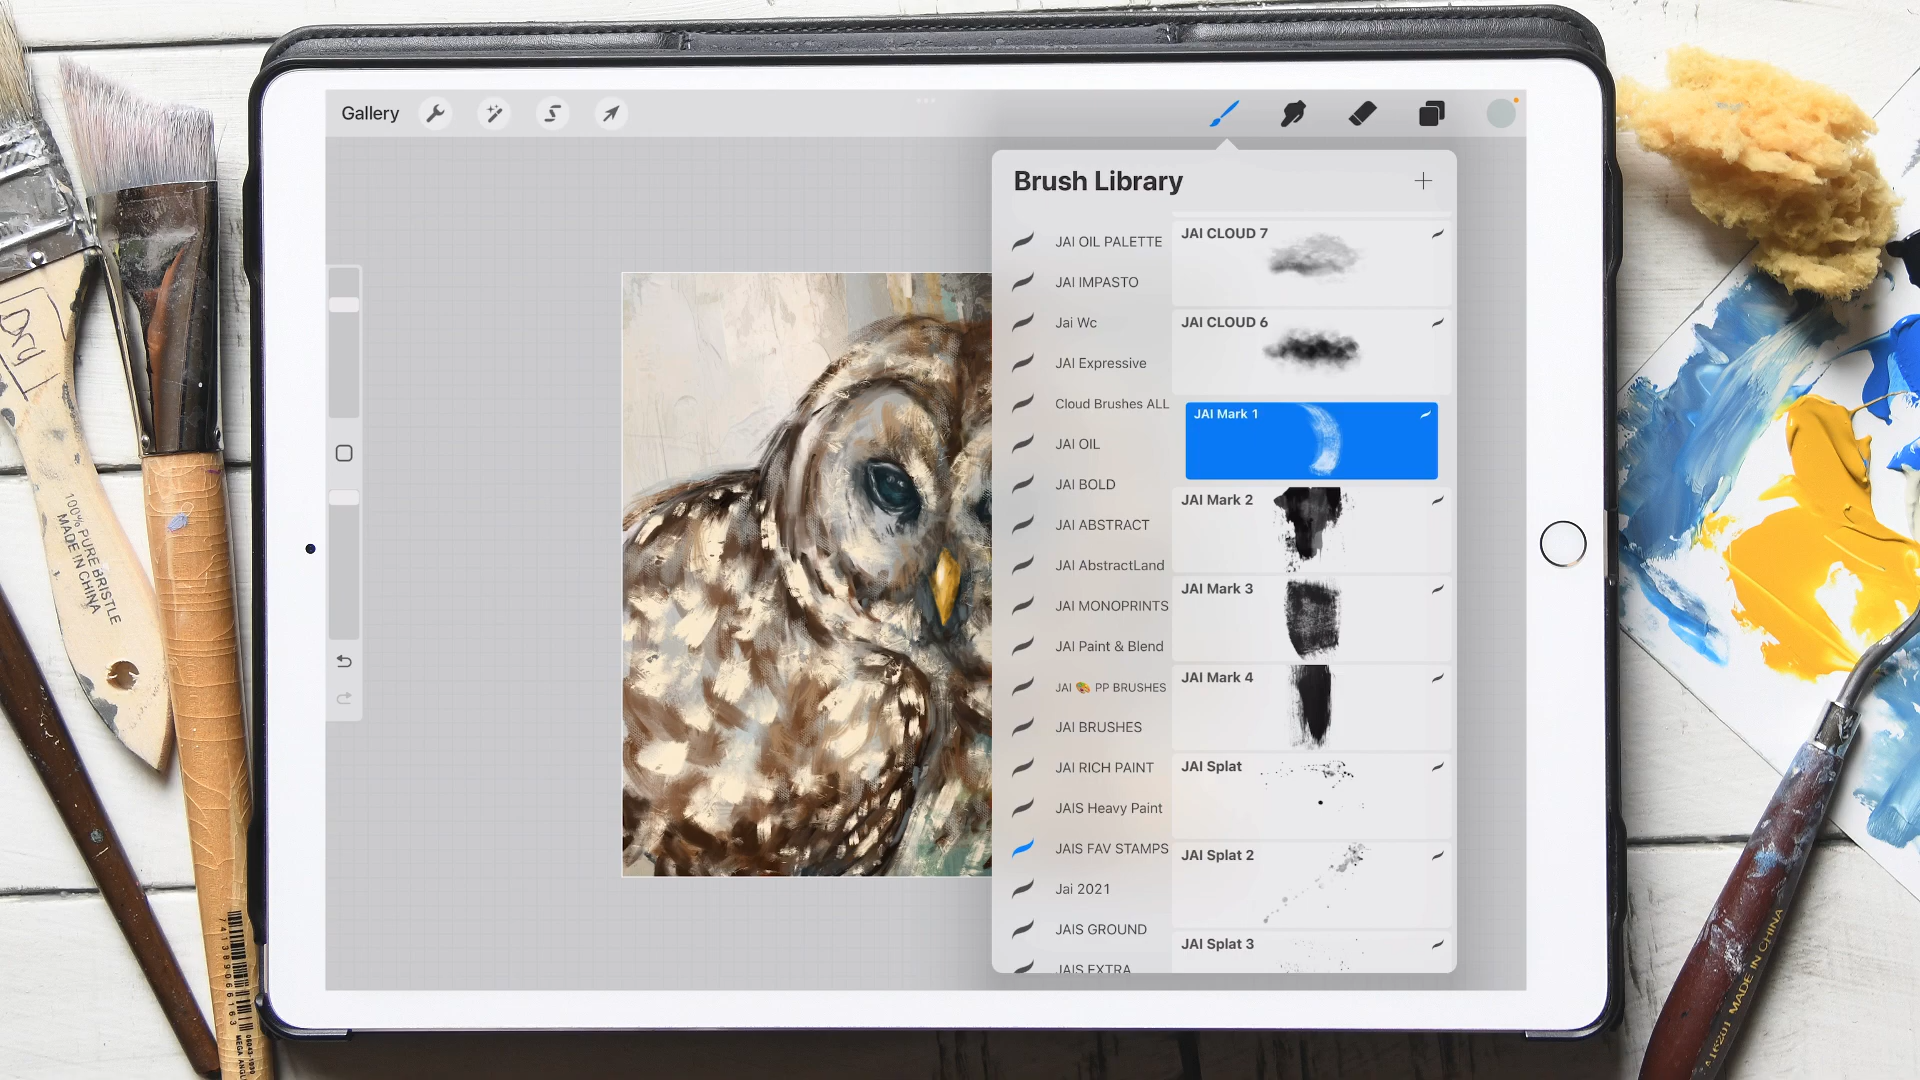 Gallery
Brush Library
JAI OIL PALETTE
JAI IMPASTO
Jai Wc
JAI Expressive
Cloud Brushes ALL
JAI OIL
JAI BOLD
JAI ABSTRACT
JAI AbstractLand
JAI MONOPRINTS
JAI Paint & Blend
JAI 🎨 PP BRUSHES
JAI BRUSHES
JAI RICH PAINT
JAIS Heavy Paint
JAIS FAV STAMPS
Jai 2021
JAIS GROUND
JAIS EXTRA
JAI CLOUD 7
JAI CLOUD 6
JAI Mark 1
JAI Mark 2
JAI Mark 3
JAI Mark 4
JAI Splat
JAI Splat 2
JAI Splat 3
Dry
100% PURE BRISTLE
MADE IN CHINA
MADE IN CHINA